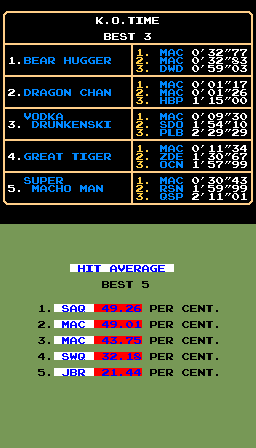 K.O.TIME
BEST 3
1.BEAR HUGGER 1. MAC 0'32"77
2. MAC 0'32"83
3. DWD 0'59"03
2.DRAGON CHAN 1. MAC 0'01"17
2. MAC 0'01"26
3. HBP 1'15"00
3. VODKA DRUNKENSKI 1. MAC 0'09"30
2. SDO 1'54"10
3. PLB 2'29"29
4.GREAT TIGER 1. MAC 0'11"34
2. ZDE 1'30"67
3. OCN 1'57"99
5. SUPER MACHO MAN 1. MAC 0'30"43
2. RSN 1'59"99
3. QSP 2'11"01
HIT AVERAGE
BEST 5
1. SAQ 49.26 PER CENT.
2. MAC 49.01 PER CENT.
3. MAC 43.75 PER CENT.
4. SWQ 32.18 PER CENT.
5. JBR 21.44 PER CENT.